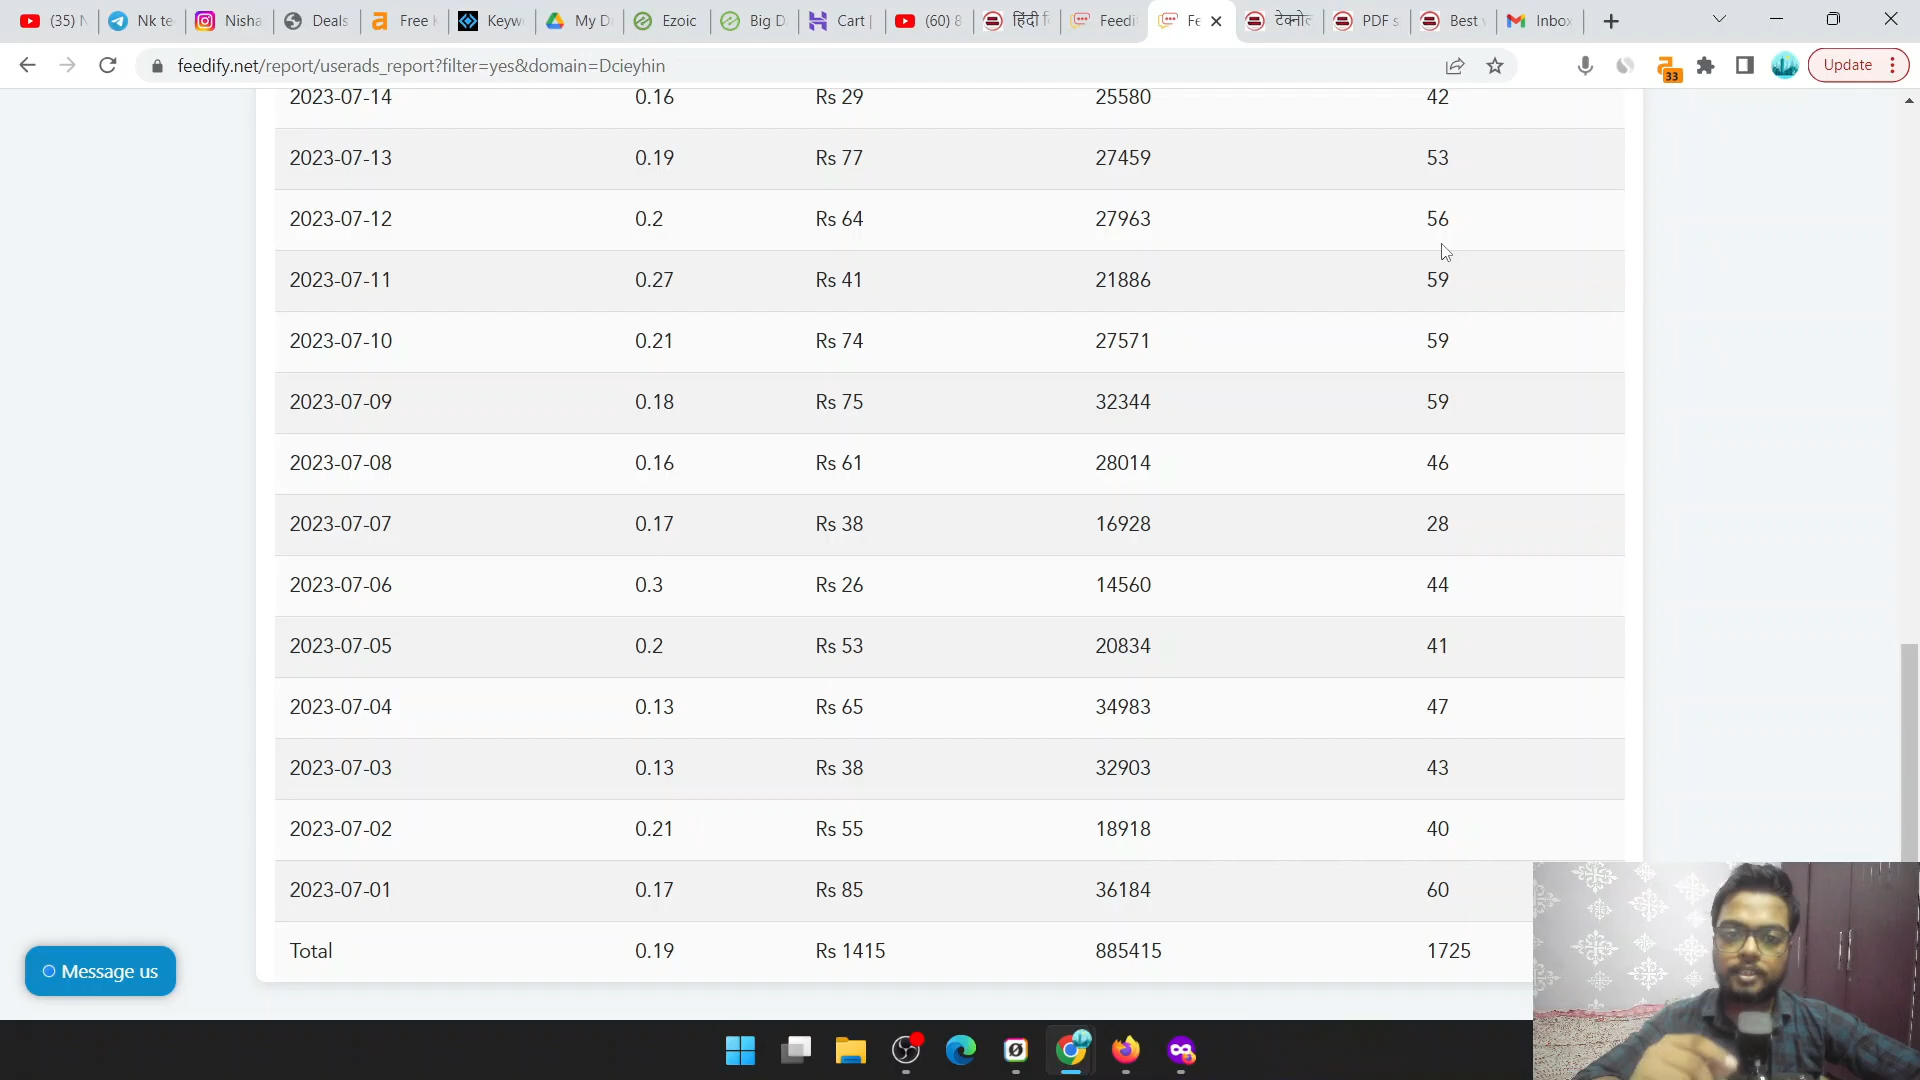 (35) N
Nk te
Nisha
Deals
Free k
Keyw
My D
Ezoic
Big D
Cart |
(60) 8
हिंदी f
Feedi
Fe
टेक्नोल
PDF s
Best
Inbox
feedify.net/report/userads_report?filter=yes&domain=Dcieyhin
33
Update
2023-07-14 0.16 Rs 29 25580 42
2023-07-13 0.19 Rs 77 27459 53
2023-07-12 0.2 Rs 64 27963 56
2023-07-11 0.27 Rs 41 21886 59
2023-07-10 0.21 Rs 74 27571 59
2023-07-09 0.18 Rs 75 32344 59
2023-07-08 0.16 Rs 61 28014 46
2023-07-07 0.17 Rs 38 16928 28
2023-07-06 0.3 Rs 26 14560 44
2023-07-05 0.2 Rs 53 20834 41
2023-07-04 0.13 Rs 65 34983 47
2023-07-03 0.13 Rs 38 32903 43
2023-07-02 0.21 Rs 55 18918 40
2023-07-01 0.17 Rs 85 36184 60
Total 0.19 Rs 1415 885415 1725
Message us